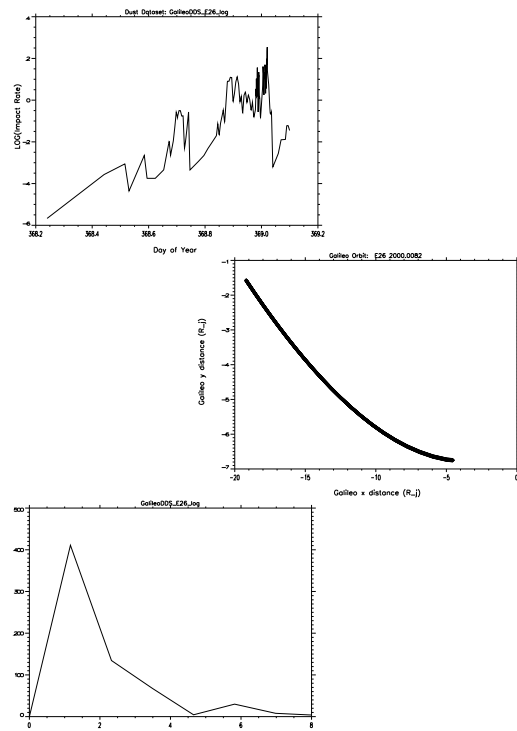 Dust Dataset: GalileoDDS_E26_log
4
2
0
-2
-4
-6
LOG(Impact Rate)
368.2 368.4 368.6 368.8 369.0 369.2
Day of Year
Galileo Orbit: E26 2000.0082
-1
-2
-3
-4
-5
-6
-7
Galileo y distance (R_j)
-20 -15 -10 -5 0
Galileo x distance (R_j)
GalileoDDS_E26_log
500
400
300
200
100
0
0 2 4 6 8